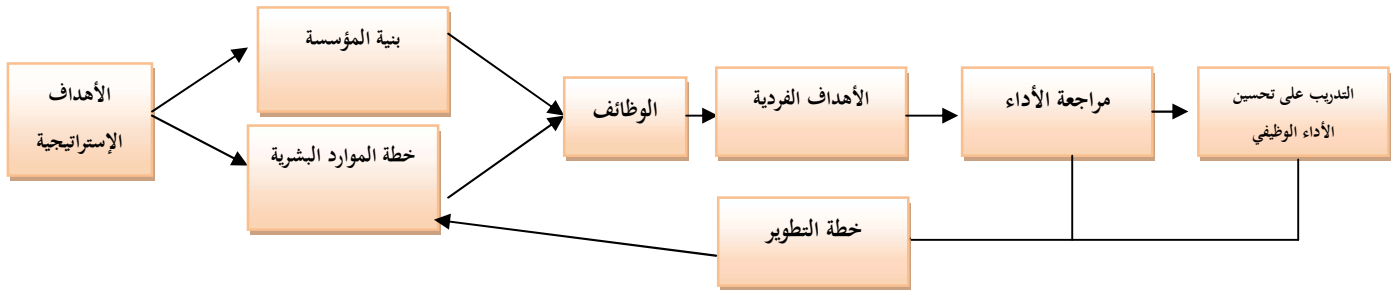 الأهداف
الإستراتيجية
بنية المؤسسة
خطة الموارد البشرية
الوظائف
الأهداف الفردية
مراجعة الأداء
التدريب على تحسين
الأداء الوظيفي
خطة التطوير